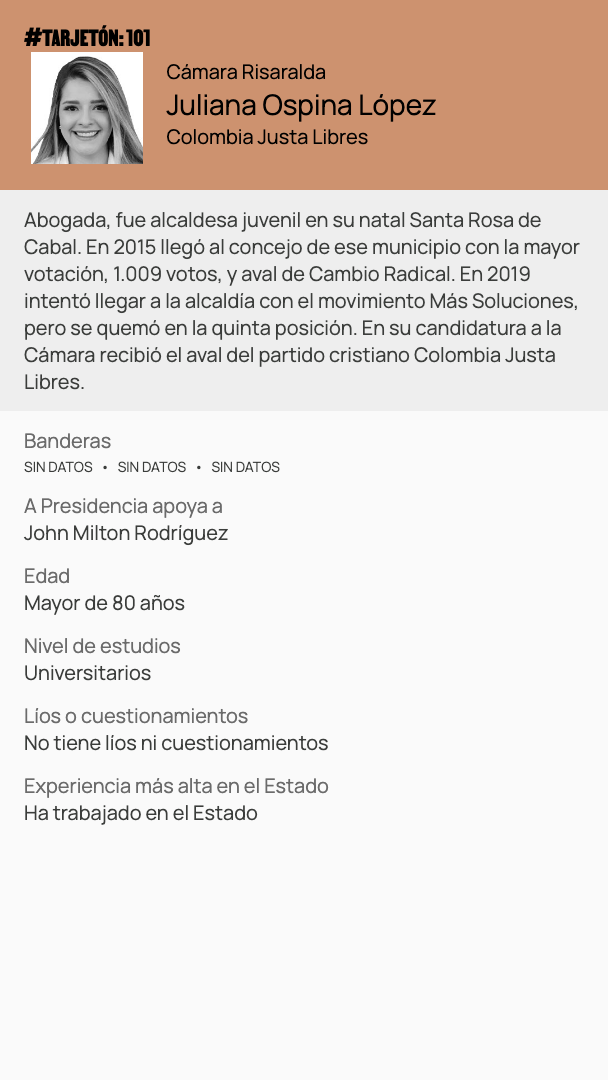 #TARJETÓN: 101
Cámara Risaralda
Juliana Ospina López
Colombia Justa Libres
Abogada, fue alcaldesa juvenil en su natal Santa Rosa de
Cabal. En 2015 llegó al concejo de ese municipio con la mayor
votación, 1.009 votos, y aval de Cambio Radical. En 2019
intentó llegar a la alcaldía con el movimiento Más Soluciones,
pero se quemó en la quinta posición. En su candidatura a la
Cámara recibió el aval del partido cristiano Colombia Justa
Libres.
Banderas
SIN DATOS • SIN DATOS • SIN DATOS
A Presidencia apoya a
John Milton Rodríguez
Edad
Mayor de 80 años
Nivel de estudios
Universitarios
Líos o cuestionamientos
No tiene líos ni cuestionamientos
Experiencia más alta en el Estado
Ha trabajado en el Estado